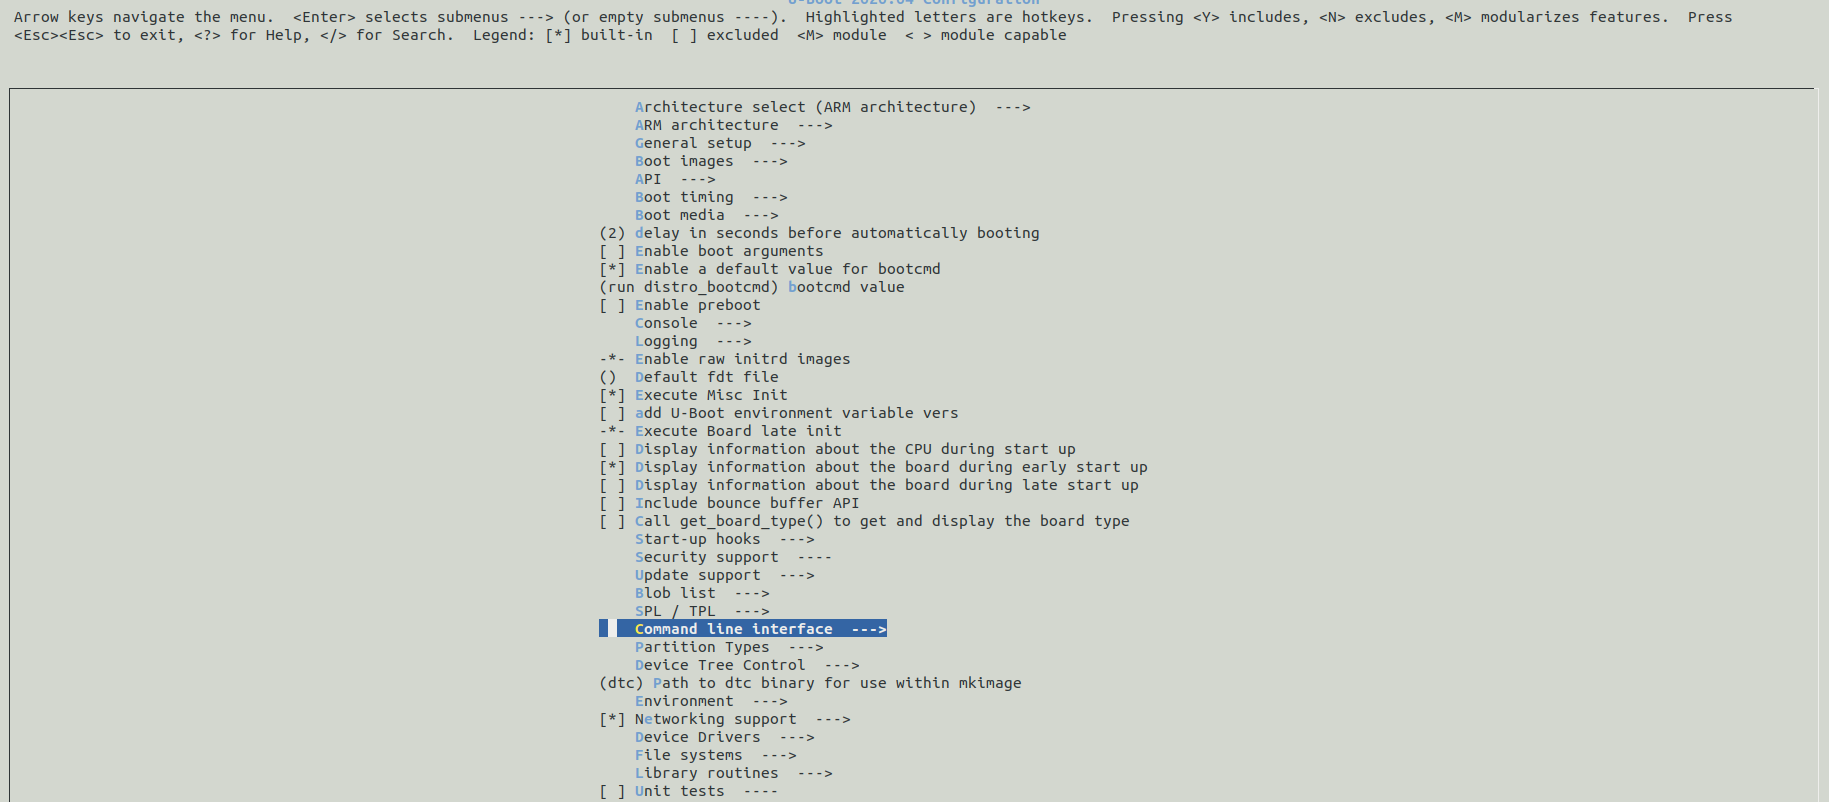 Arrow keys navigate the menu.  <Enter> selects submenus ---> (or empty submenus ----).  Highlighted letters are hotkeys.  Pressing <Y> includes, <N> excludes, <M> modularizes features.  Press
<Esc><Esc> to exit, <?> for Help, </> for Search.  Legend: [*] built-in  [ ] excluded  <M> module  < > module capable
Architecture select (ARM architecture)  --->
ARM architecture  --->
General setup  --->
Boot images  --->
API  --->
Boot timing  --->
Boot media  --->
(2) delay in seconds before automatically booting
[ ] Enable boot arguments
[*] Enable a default value for bootcmd
(run distro_bootcmd) bootcmd value
[ ] Enable preboot
Console  --->
Logging  --->
-*- Enable raw initrd images
()  Default fdt file
[*] Execute Misc Init
[ ] add U-Boot environment variable vers
-*- Execute Board late init
[ ] Display information about the CPU during start up
[*] Display information about the board during early start up
[ ] Display information about the board during late start up
[ ] Include bounce buffer API
[ ] Call get_board_type() to get and display the board type
Start-up hooks  --->
Security support  ----
Update support  --->
Blob list  --->
SPL / TPL  --->
Command line interface  --->
Partition Types  --->
Device Tree Control  --->
(dtc) Path to dtc binary for use within mkimage
Environment  --->
[*] Networking support  --->
Device Drivers  --->
File systems  --->
Library routines  --->
[ ] Unit tests  ----